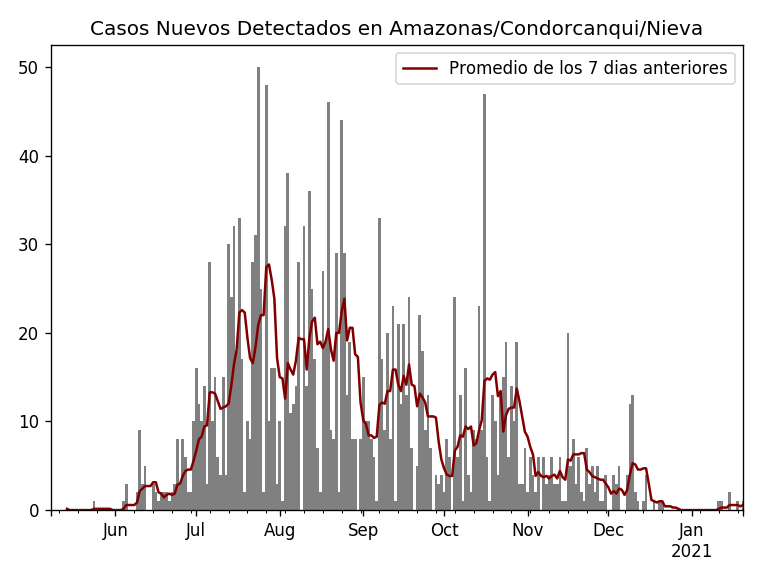 Casos Nuevos Detectados en Amazonas/Condorcanqui/Nieva
Promedio de los 7 dias anteriores
50
40
30
20
10
0
Jun Jul Aug Sep Oct Nov Dec Jan
2021